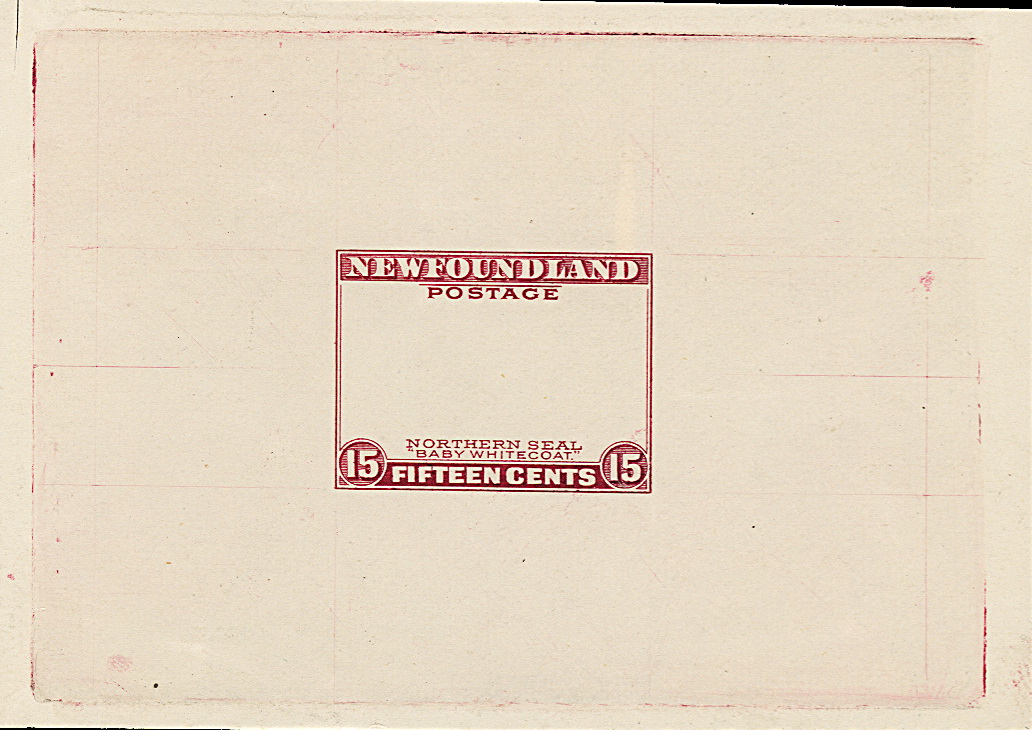 NEWFOUNDLAND
POSTAGE
NORTHERN SEAL
"BABY WHITECOAT."
15 FIFTEEN CENTS 15